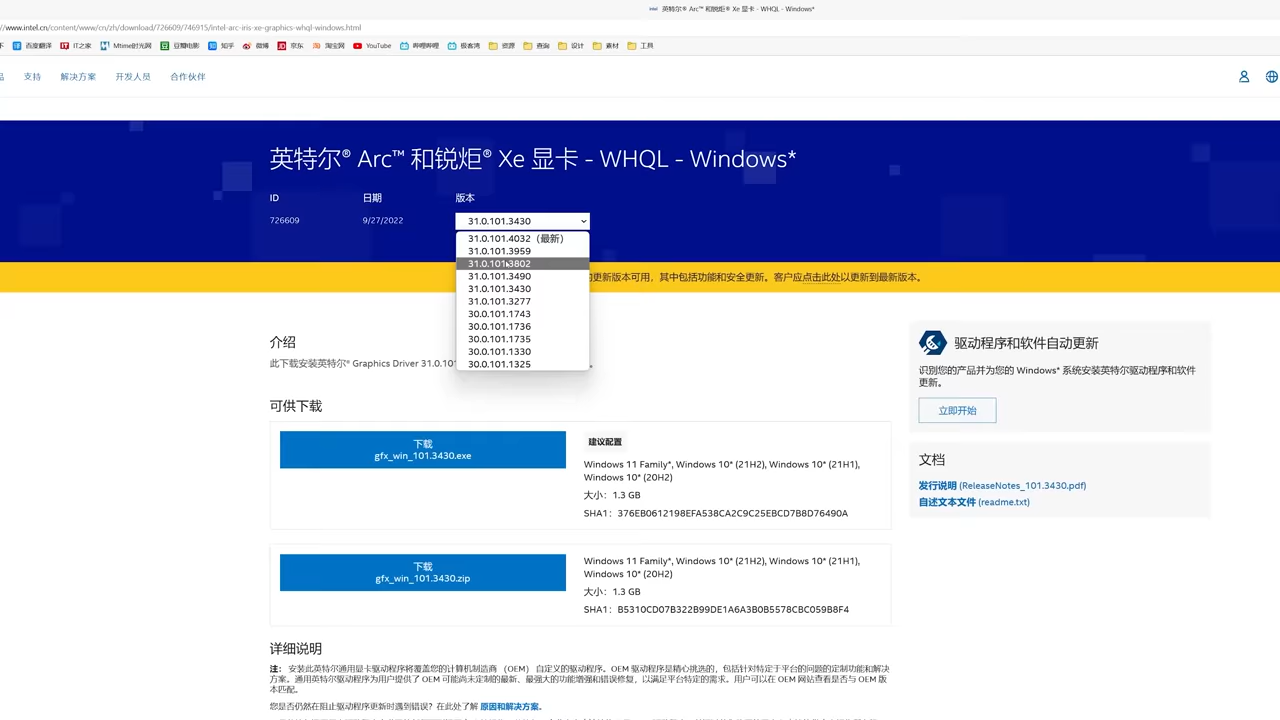 英特尔® Arc™ 和锐炬® Xe 显卡 - WHQL - Windows*
//www.intel.cn/content/www/cn/zh/download/726609/746915/intel-arc-iris-xe-graphics-whql-windows.html
百度翻译 IT之家 Mtime时光网 豆瓣电影 知乎 微博 京东 淘宝网 YouTube 哔哩哔哩 极客湾 资源 查询 设计 素材 工具
支持 解决方案 开发人员 合作伙伴
英特尔® Arc™ 和锐炬® Xe 显卡 - WHQL - Windows*
ID 日期 版本
726609 9/27/2022 31.0.101.3430
31.0.101.4032（最新）
31.0.101.3959
31.0.101.3802
31.0.101.3490
31.0.101.3430
31.0.101.3277
30.0.101.1743
30.0.101.1736
30.0.101.1735
30.0.101.1330
30.0.101.1325
更新版本可用，其中包括功能和安全更新。客户应点击此处以更新到最新版本。
介绍
此下载安装英特尔® Graphics Driver 31.0.101
可供下载
下载
gfx_win_101.3430.exe
建议配置
Windows 11 Family*, Windows 10* (21H2), Windows 10* (21H1),
Windows 10* (20H2)
大小： 1.3 GB
SHA1： 376EB0612198EFA538CA2C9C25EBCD7B8D76490A
下载
gfx_win_101.3430.zip
Windows 11 Family*, Windows 10* (21H2), Windows 10* (21H1),
Windows 10* (20H2)
大小： 1.3 GB
SHA1： B5310CD07B322B99DE1A6A3B0B5578CBC059B8F4
详细说明
注： 安装此英特尔通用显卡驱动程序将覆盖您的计算机制造商 （OEM） 自定义的驱动程序。OEM 驱动程序是精心挑选的，包括针对特定于平台的问题的定制功能和解决
方案。通用英特尔驱动程序为用户提供了 OEM 可能尚未定制的最新、最强大的功能增强和错误修复，以满足平台特定的需求。用户可以在 OEM 网站查看是否与 OEM 版
本匹配。
您是否仍然在阻止驱动程序更新时遇到错误？在此处了解 原因和解决方案。
驱动程序和软件自动更新
识别您的产品并为您的 Windows* 系统安装英特尔驱动程序和软件
更新。
立即开始
文档
发行说明 (ReleaseNotes_101.3430.pdf)
自述文本文件 (readme.txt)